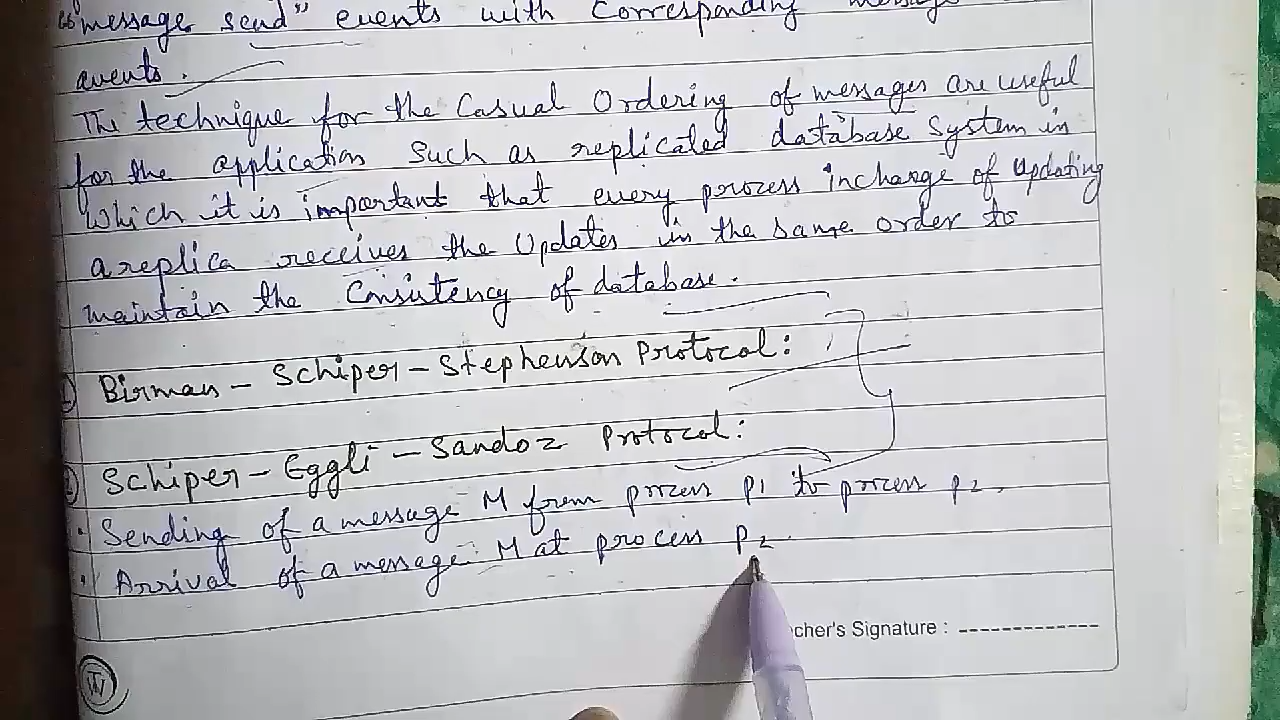 "message send" events with Corresponding message
events.
The technique for the Casual Ordering of messages are useful
for the application such as replicated database system in
which it is important that every process incharge of updating
a replica receives the Updates in the same order to
maintain the Consistency of database.
① Birman - Schiper - Stephenson Protocol:
② Schiper - Eggli - Sandoz Protocol:
• Sending of a message M from process P1 to process P2.
• Arrival of a message M at process P2.
cher's Signature :